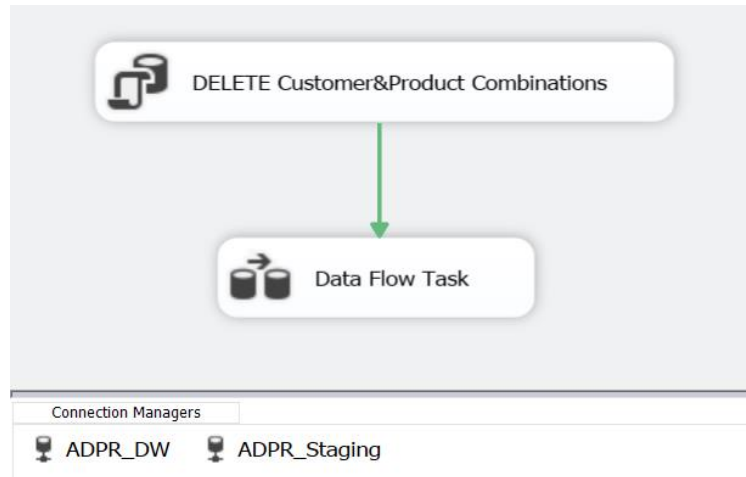 DELETE Customer&Product Combinations
Data Flow Task
Connection Managers
ADPR_DW ADPR_Staging